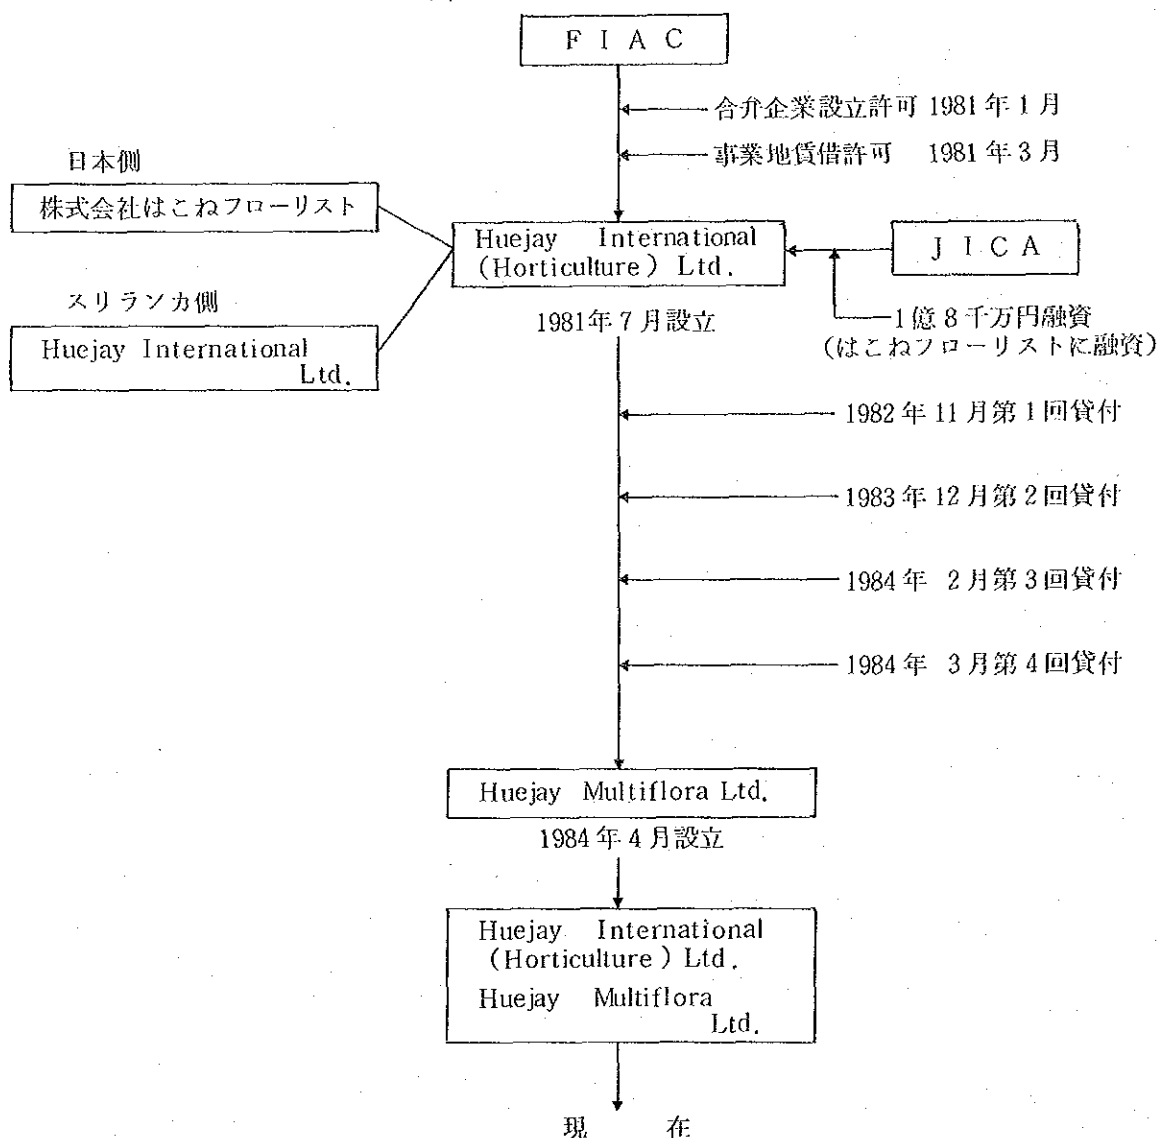 FIAC
合弁企業設立許可 1981年1月
事業地賃借許可 1981年3月
日本側
株式会社はこねフローリスト
スリランカ側
Huejay International
Ltd.
Huejay International
(Horticulture) Ltd.
1981年7月設立
JICA
1億8千万円融資
(はこねフローリストに融資)
1982年11月第1回貸付
1983年12月第2回貸付
1984年 2月第3回貸付
1984年 3月第4回貸付
Huejay Multiflora Ltd.
1984年4月設立
Huejay International
(Horticulture) Ltd.
Huejay Multiflora
Ltd.
現 在